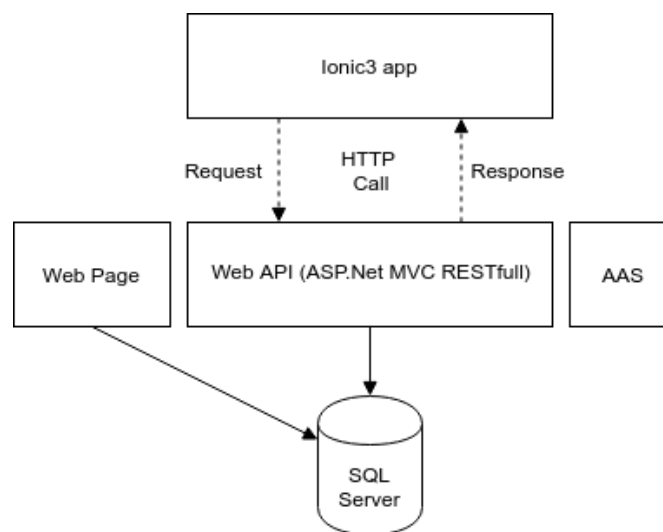 Ionic3 app
Request
HTTP
Call
Response
Web Page
Web API (ASP.Net MVC RESTfull)
AAS
SQL
Server